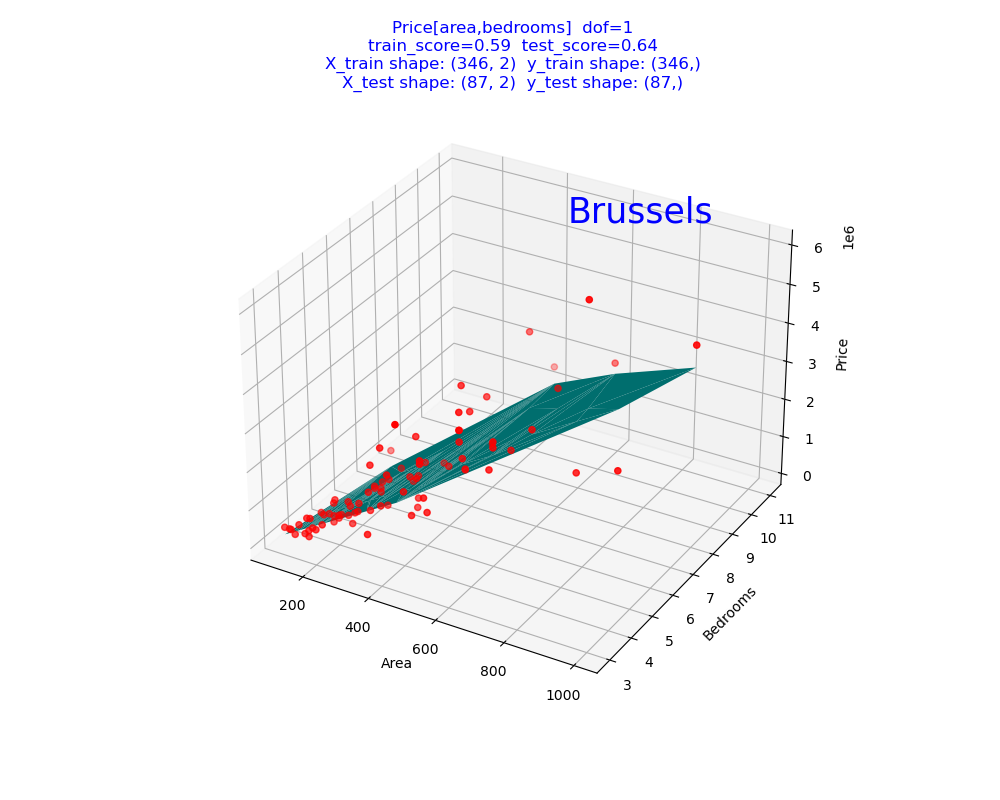 Price[area,bedrooms]  dof=1
train_score=0.59  test_score=0.64
X_train shape: (346, 2)  y_train shape: (346,)
X_test shape: (87, 2)  y_test shape: (87,)
Brussels
1e6
6
5
4
3
2
1
0
Price
11
10
9
8
7
6
5
4
3
Bedrooms
200
400
600
800
1000
Area